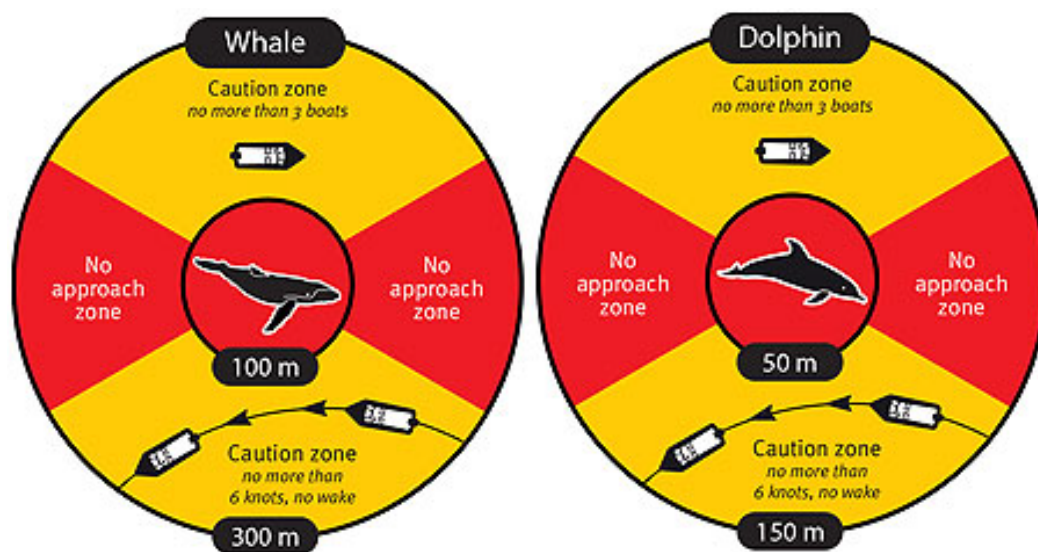 Whale
Caution zone
no more than 3 boats
No
approach
zone
No
approach
zone
100 m
Caution zone
no more than
6 knots, no wake
300 m
Dolphin
Caution zone
no more than 3 boats
No
approach
zone
No
approach
zone
50 m
Caution zone
no more than
6 knots, no wake
150 m